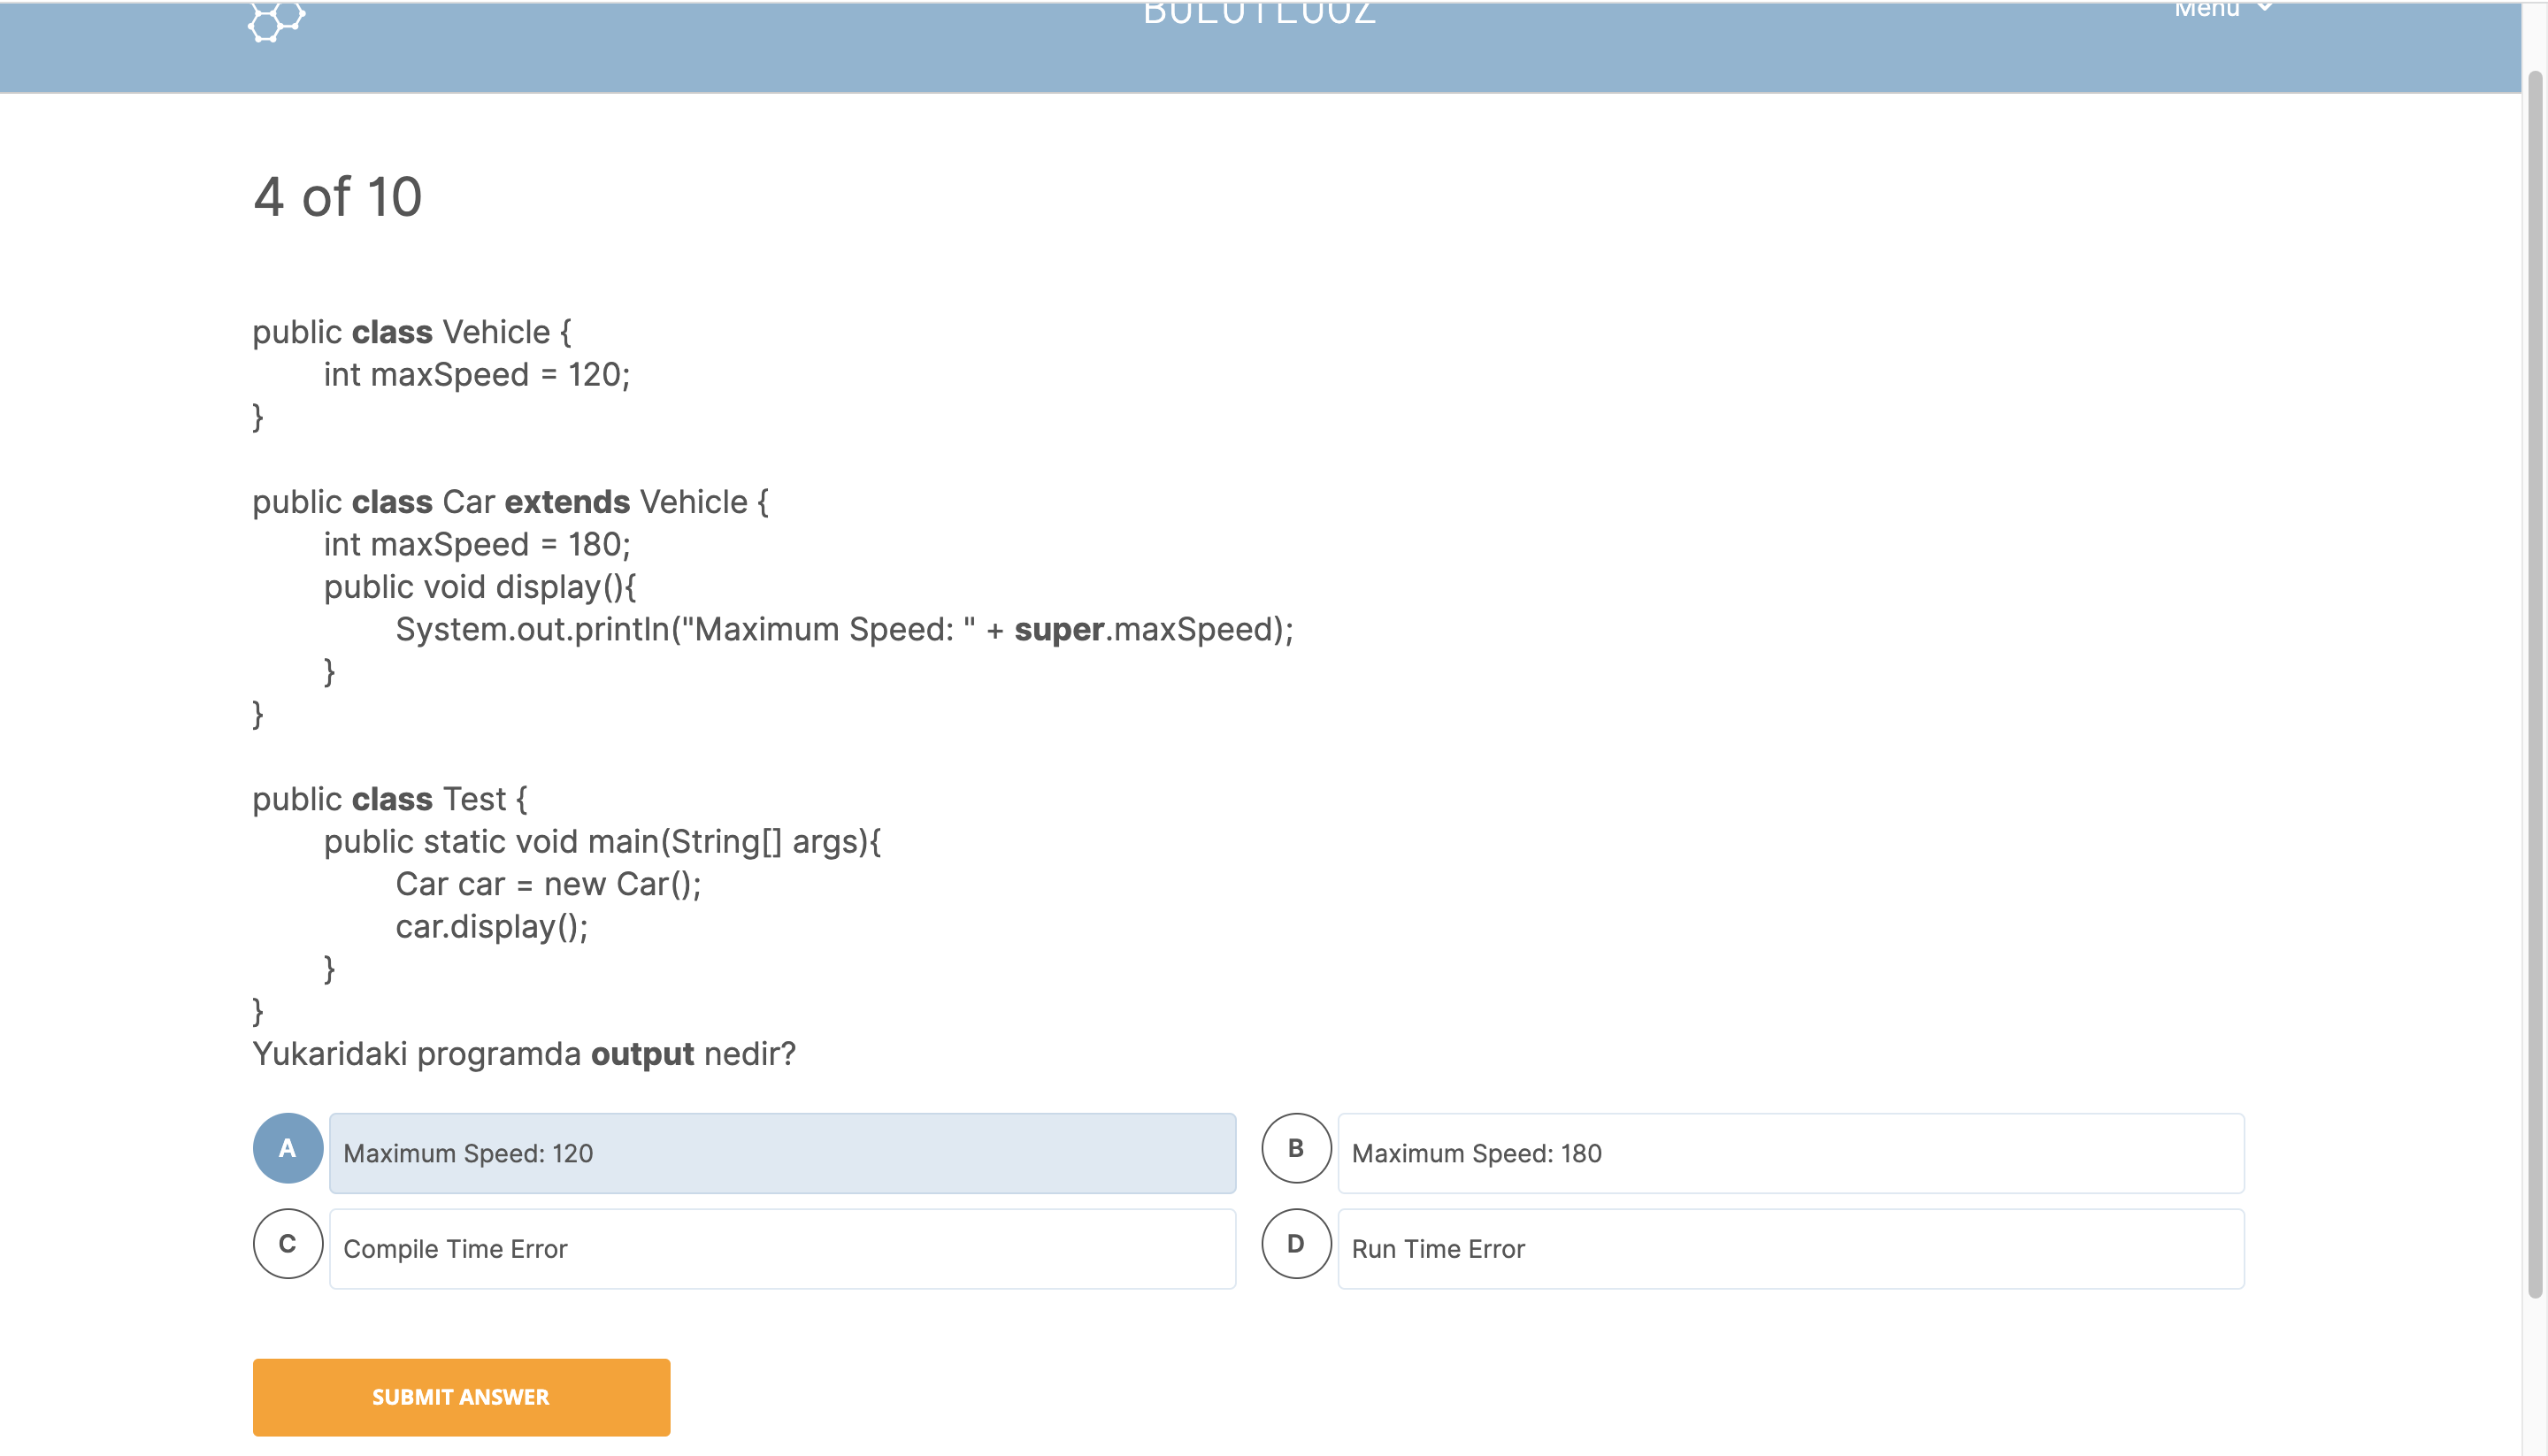 Menu
4 of 10
public class Vehicle {
int maxSpeed = 120;
}
public class Car extends Vehicle {
int maxSpeed = 180;
public void display(){
System.out.println("Maximum Speed: " + super.maxSpeed);
}
}
public class Test {
public static void main(String[] args){
Car car = new Car();
car.display();
}
}
Yukaridaki programda output nedir?
A Maximum Speed: 120
B Maximum Speed: 180
C Compile Time Error
D Run Time Error
SUBMIT ANSWER